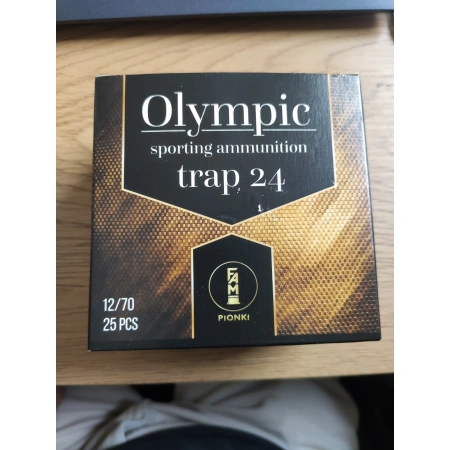 Olympic
sporting ammunition
trap 24
FAM
PIONKI
12/70
25 PCS